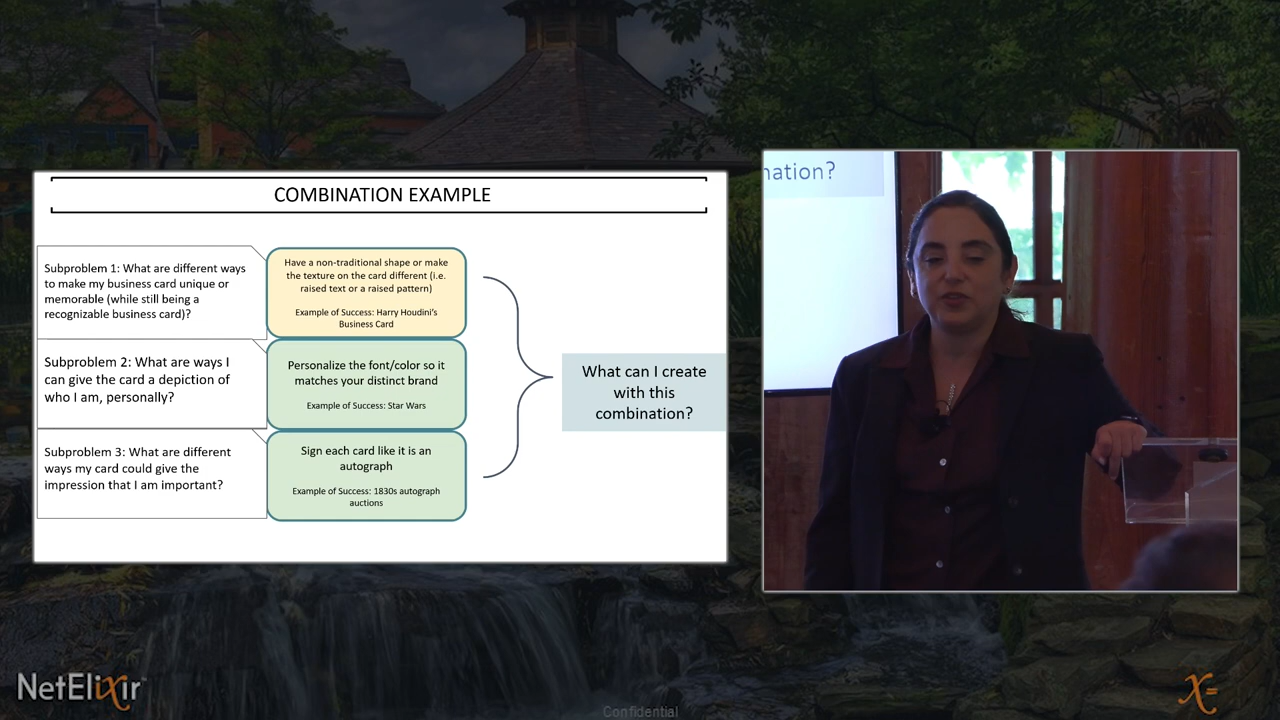 COMBINATION EXAMPLE
Subproblem 1: What are different ways
to make my business card unique or
memorable (while still being a
recognizable business card)?
Have a non-traditional shape or make
the texture on the card different (i.e.
raised text or a raised pattern)
Example of Success: Harry Houdini's
Business Card
Subproblem 2: What are ways I
can give the card a depiction of
who I am, personally?
Personalize the font/color so it
matches your distinct brand
Example of Success: Star Wars
Subproblem 3: What are different
ways my card could give the
impression that I am important?
Sign each card like it is an
autograph
Example of Success: 1830s autograph
auctions
What can I create
with this
combination?
nation?
NetElixir
Confidential
X=